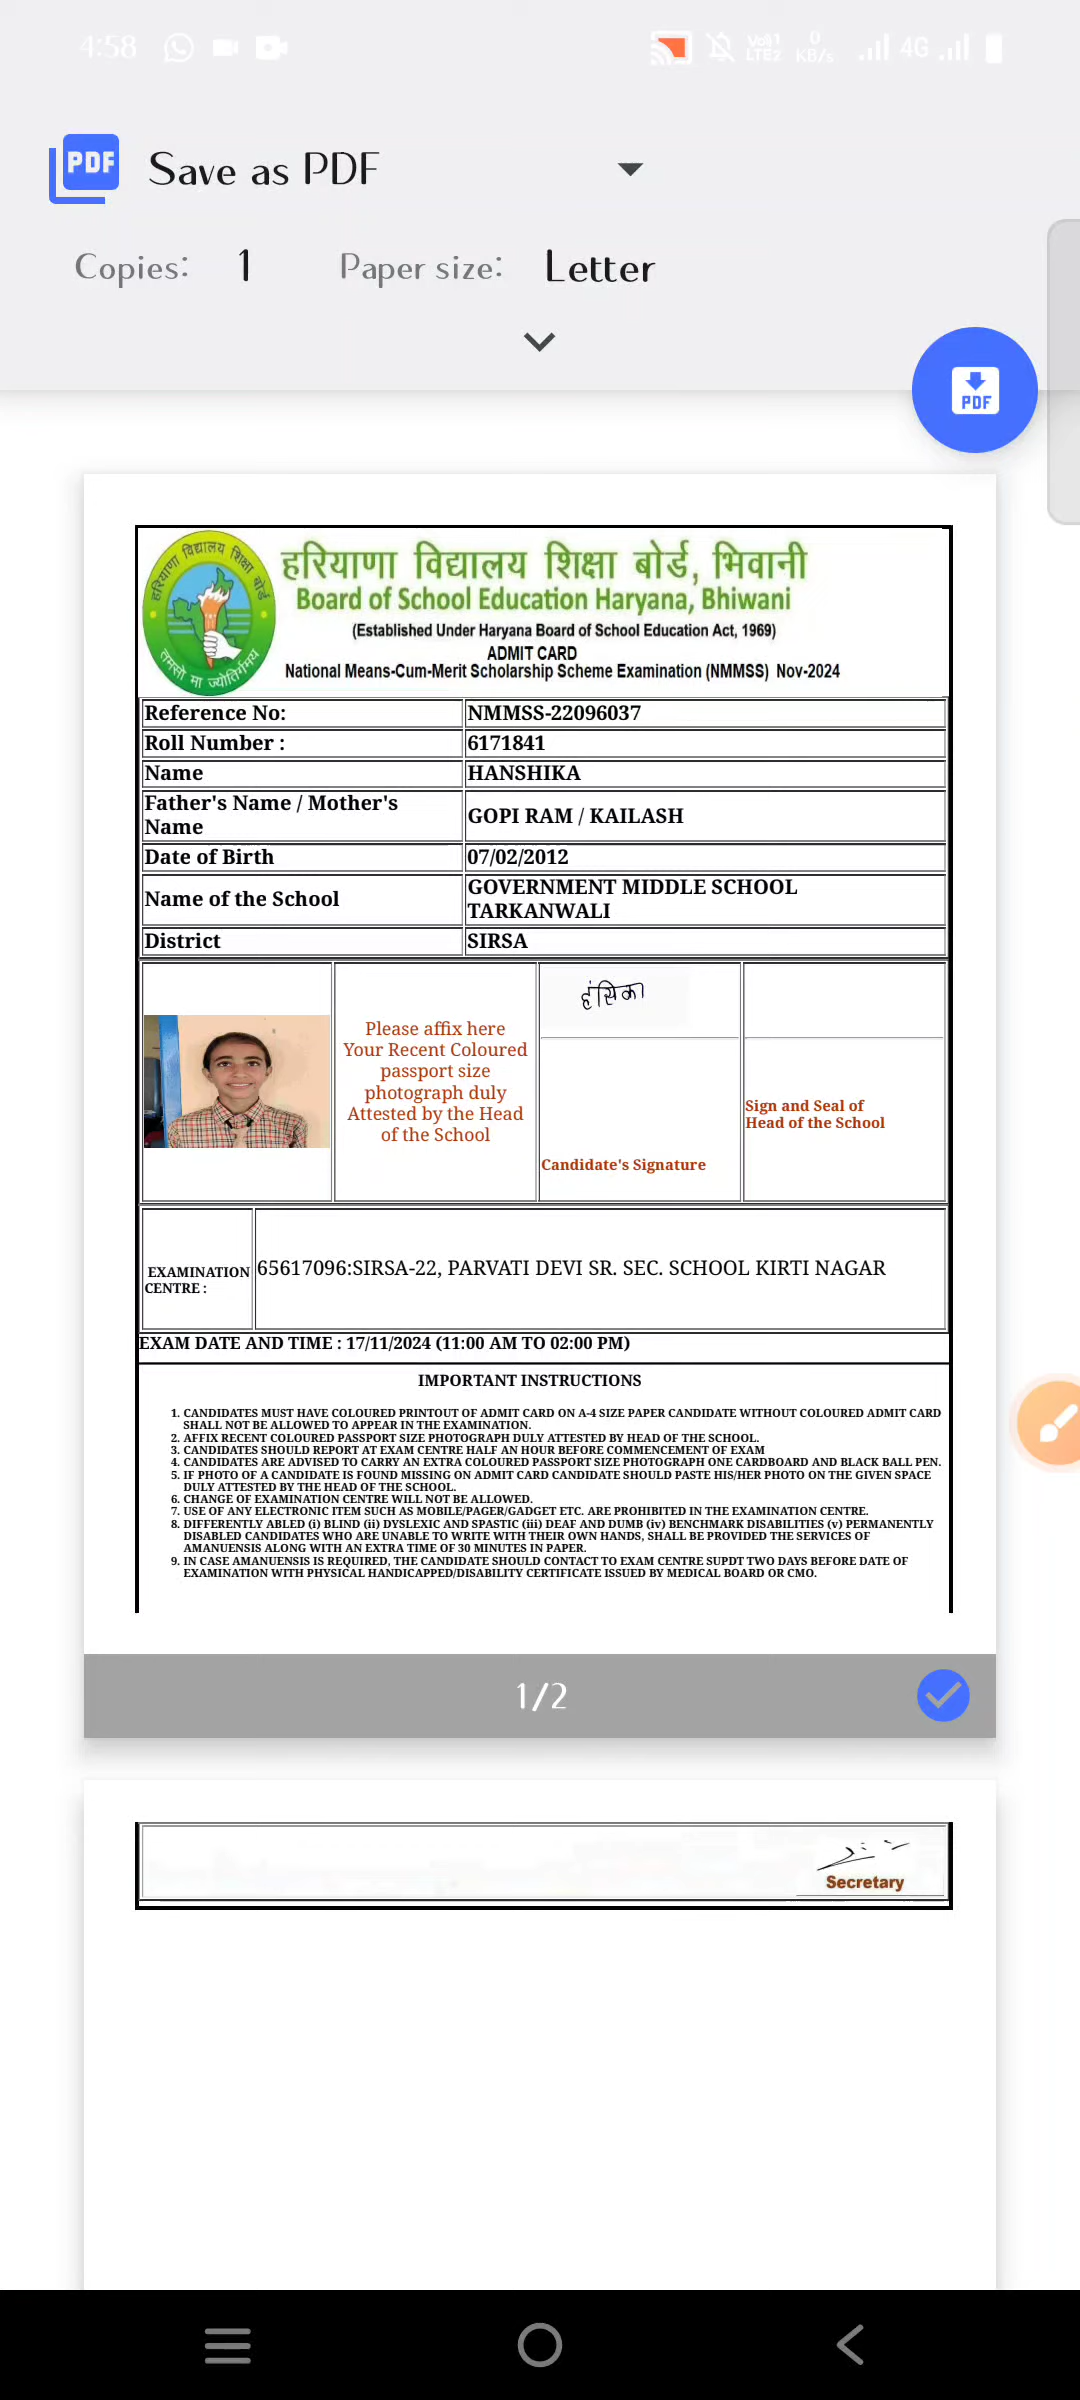 4:58 VoI1 LTE2 0 KB/s 4G
PDF Save as PDF
Copies: 1 Paper size: Letter
PDF
हरियाणा विद्यालय शिक्षा बोर्ड
तमसो मा ज्योतिर्गमय
हरियाणा विद्यालय शिक्षा बोर्ड, भिवानी
Board of School Education Haryana, Bhiwani
(Established Under Haryana Board of School Education Act, 1969)
ADMIT CARD
National Means-Cum-Merit Scholarship Scheme Examination (NMMSS) Nov-2024
Reference No: NMMSS-22096037
Roll Number : 6171841
Name HANSHIKA
Father's Name / Mother's
Name
GOPI RAM / KAILASH
Date of Birth 07/02/2012
Name of the School
GOVERNMENT MIDDLE SCHOOL
TARKANWALI
District SIRSA
Please affix here
Your Recent Coloured
passport size
photograph duly
Attested by the Head
of the School
हंसिका
Candidate's Signature
Sign and Seal of
Head of the School
EXAMINATION
CENTRE :
65617096:SIRSA-22, PARVATI DEVI SR. SEC. SCHOOL KIRTI NAGAR
EXAM DATE AND TIME : 17/11/2024 (11:00 AM TO 02:00 PM)
IMPORTANT INSTRUCTIONS
1. CANDIDATES MUST HAVE COLOURED PRINTOUT OF ADMIT CARD ON A-4 SIZE PAPER CANDIDATE WITHOUT COLOURED ADMIT CARD
SHALL NOT BE ALLOWED TO APPEAR IN THE EXAMINATION.
2. AFFIX RECENT COLOURED PASSPORT SIZE PHOTOGRAPH DULY ATTESTED BY HEAD OF THE SCHOOL.
3. CANDIDATES SHOULD REPORT AT EXAM CENTRE HALF AN HOUR BEFORE COMMENCEMENT OF EXAM
4. CANDIDATES ARE ADVISED TO CARRY AN EXTRA COLOURED PASSPORT SIZE PHOTOGRAPH ONE CARDBOARD AND BLACK BALL PEN.
5. IF PHOTO OF A CANDIDATE IS FOUND MISSING ON ADMIT CARD CANDIDATE SHOULD PASTE HIS/HER PHOTO ON THE GIVEN SPACE
DULY ATTESTED BY THE HEAD OF THE SCHOOL.
6. CHANGE OF EXAMINATION CENTRE WILL NOT BE ALLOWED.
7. USE OF ANY ELECTRONIC ITEM SUCH AS MOBILE/PAGER/GADGET ETC. ARE PROHIBITED IN THE EXAMINATION CENTRE.
8. DIFFERENTLY ABLED (i) BLIND (ii) DYSLEXIC AND SPASTIC (iii) DEAF AND DUMB (iv) BENCHMARK DISABILITIES (v) PERMANENTLY
DISABLED CANDIDATES WHO ARE UNABLE TO WRITE WITH THEIR OWN HANDS, SHALL BE PROVIDED THE SERVICES OF
AMANUENSIS ALONG WITH AN EXTRA TIME OF 30 MINUTES IN PAPER.
9. IN CASE AMANUENSIS IS REQUIRED, THE CANDIDATE SHOULD CONTACT TO EXAM CENTRE SUPDT TWO DAYS BEFORE DATE OF
EXAMINATION WITH PHYSICAL HANDICAPPED/DISABILITY CERTIFICATE ISSUED BY MEDICAL BOARD OR CMO.
1/2
Secretary